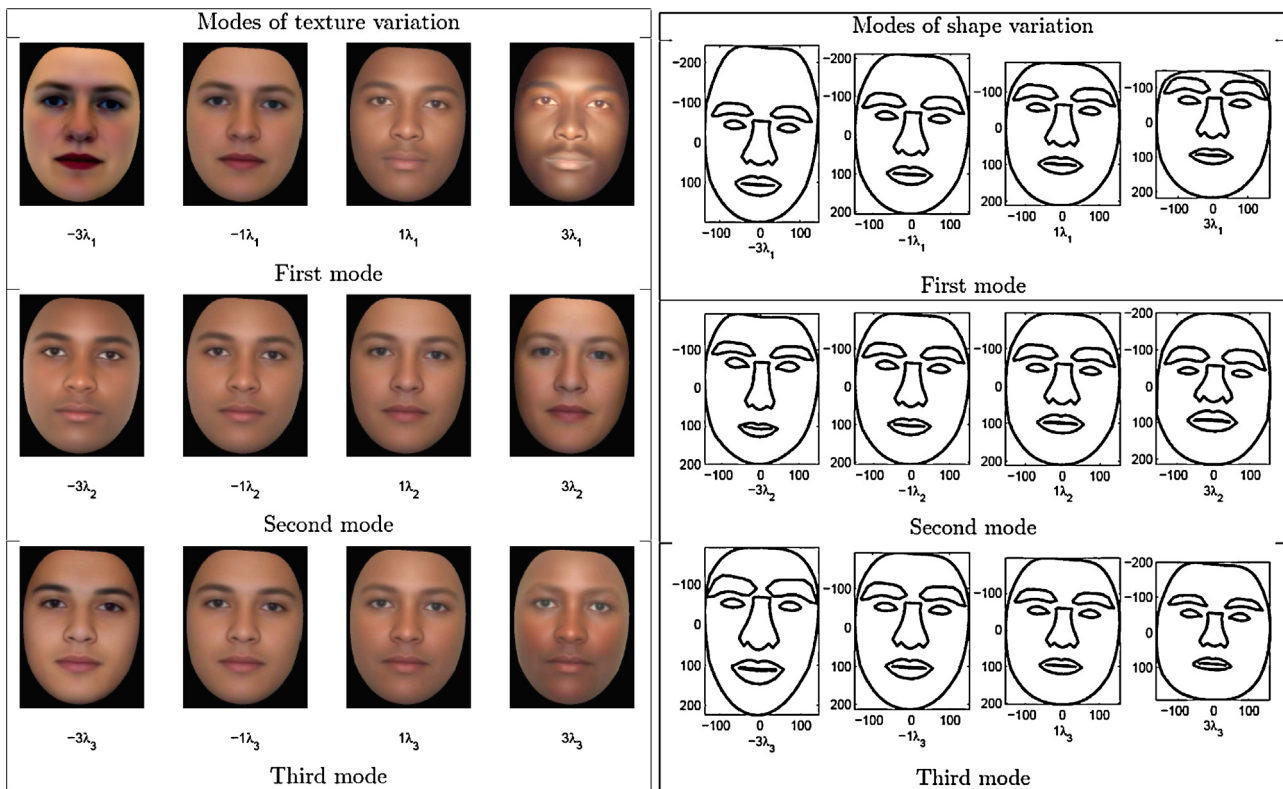 Modes of texture variation
−3λ₁ −1λ₁ 1λ₁ 3λ₁
First mode
−3λ₂ −1λ₂ 1λ₂ 3λ₂
Second mode
−3λ₃ −1λ₃ 1λ₃ 3λ₃
Third mode
Modes of shape variation
−200
−100
0
100
−100 0 100
−3λ₁
−200
−100
0
100
200
−100 0 100
−1λ₁
−100
0
100
200
−100 0 100
1λ₁
−100
0
100
200
−100 0 100
3λ₁
First mode
−100
0
100
200
−100 0 100
−3λ₂
−100
0
100
200
−100 0 100
−1λ₂
−100
0
100
200
−100 0 100
1λ₂
−200
−100
0
100
200
−100 0 100
3λ₂
Second mode
−100
0
100
200
−100 0 100
−3λ₃
−100
0
100
200
−100 0 100
−1λ₃
−100
0
100
200
−100 0 100
1λ₃
−200
−100
0
100
−100 0 100
3λ₃
Third mode